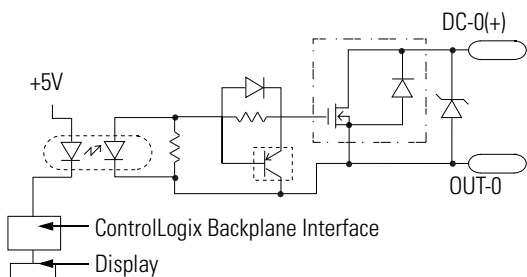 DC-0(+)
+5V
OUT-0
ControlLogix Backplane Interface
Display